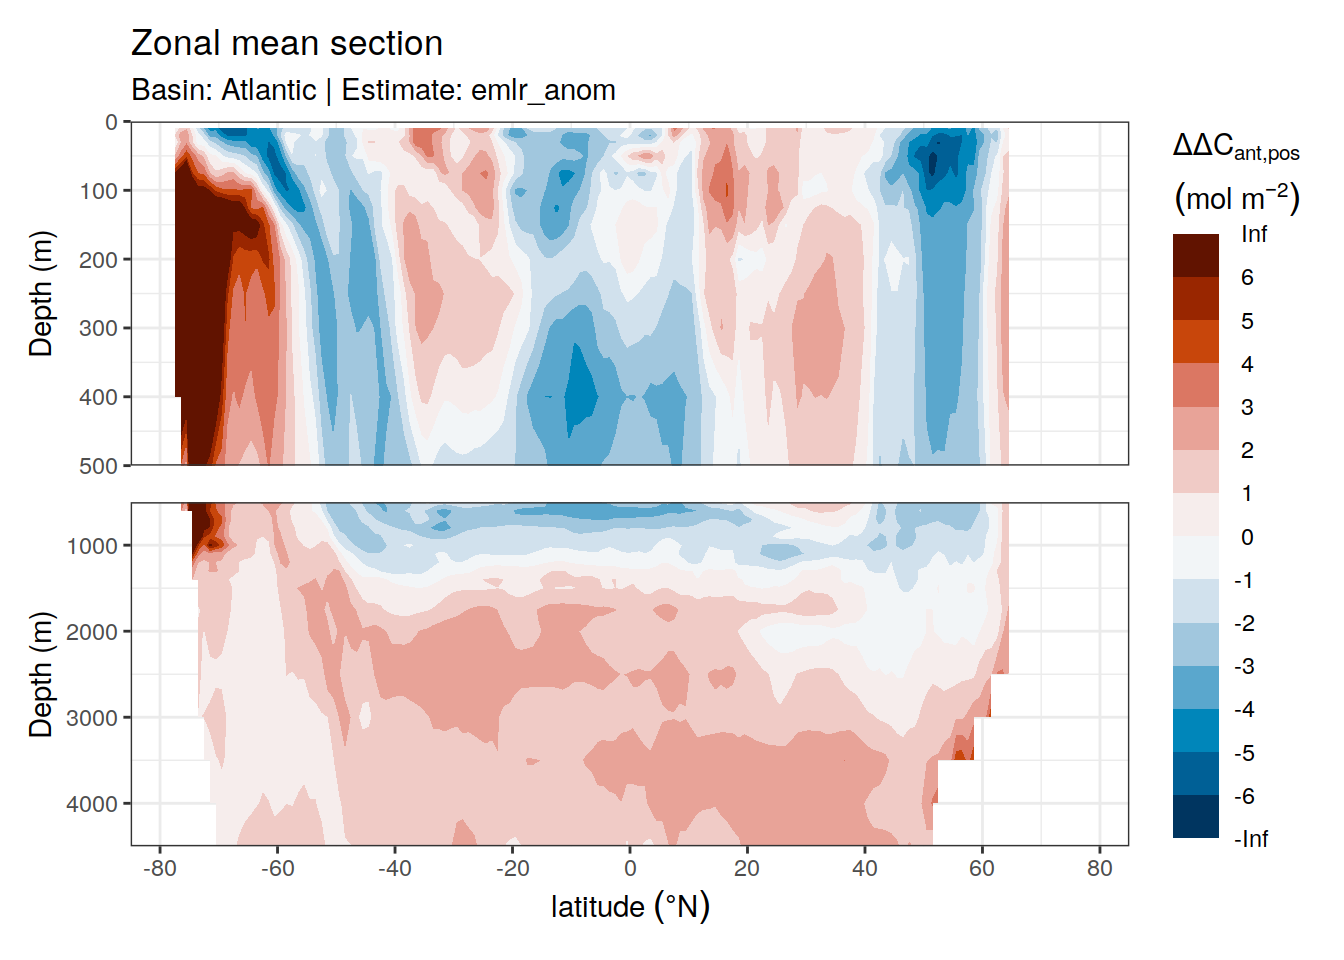 Zonal mean section
Basin: Atlantic | Estimate: emlr_anom
ΔΔC_ant,pos
(mol m⁻²)
Inf
6
5
4
3
2
1
0
-1
-2
-3
-4
-5
-6
-Inf
Depth (m)
0
100
200
300
400
500
Depth (m)
1000
2000
3000
4000
-80 -60 -40 -20 0 20 40 60 80
latitude (°N)